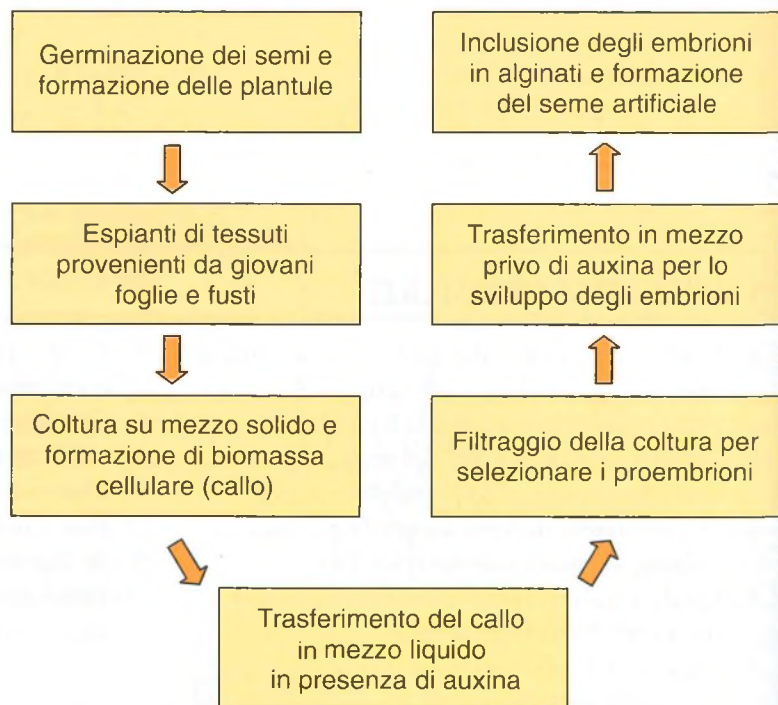 Germinazione dei semi e
formazione delle plantule
Espianti di tessuti
provenienti da giovani
foglie e fusti
Coltura su mezzo solido e
formazione di biomassa
cellulare (callo)
Trasferimento del callo
in mezzo liquido
in presenza di auxina
Filtraggio della coltura per
selezionare i proembrioni
Trasferimento in mezzo
privo di auxina per lo
sviluppo degli embrioni
Inclusione degli embrioni
in alginati e formazione
del seme artificiale